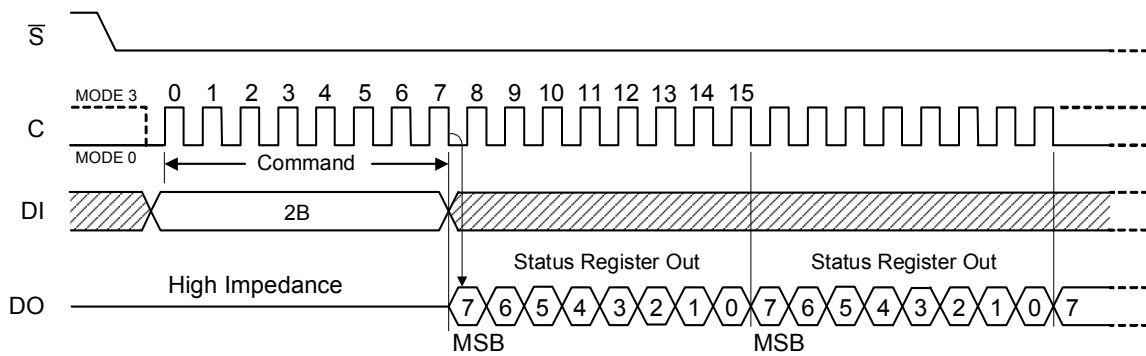 S
MODE 3
0 1 2 3 4 5 6 7 8 9 10 11 12 13 14 15
C
MODE 0
Command
DI
2B
Status Register Out Status Register Out
High Impedance
DO
7 6 5 4 3 2 1 0 7 6 5 4 3 2 1 0 7
MSB MSB